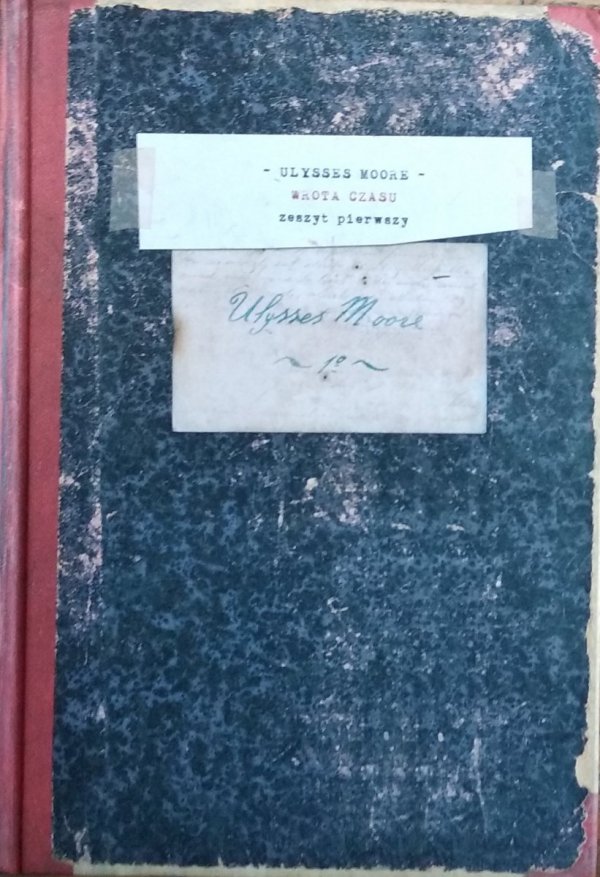 - ULYSSES MOORE -
WROTA CZASU
zeszyt pierwszy
Ulysses Moore
~ 1º ~